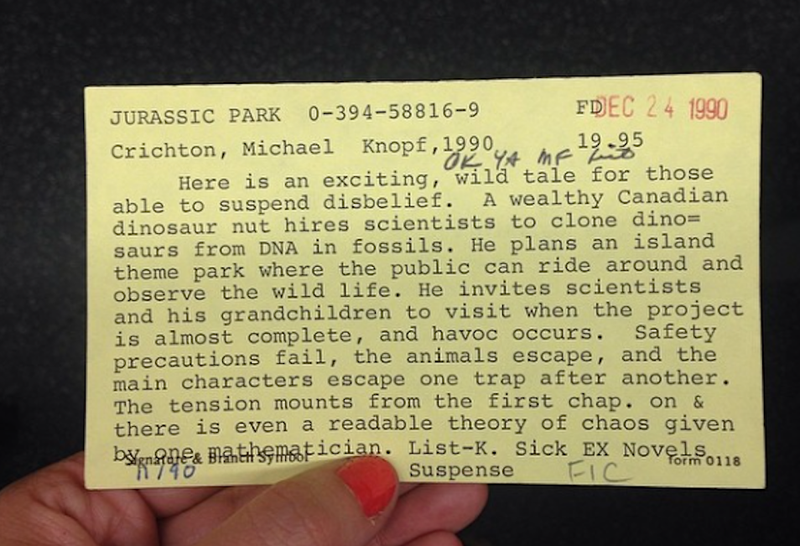 JURASSIC PARK 0-394-58816-9 FD DEC 24 1990
Crichton, Michael Knopf,1990 19.95
OK YA MF
Here is an exciting, wild tale for those
able to suspend disbelief. A wealthy Canadian
dinosaur nut hires scientists to clone dino=
saurs from DNA in fossils. He plans an island
theme park where the public can ride around and
observe the wild life. He invites scientists
and his grandchildren to visit when the project
is almost complete, and havoc occurs. Safety
precautions fail, the animals escape, and the
main characters escape one trap after another.
The tension mounts from the first chap. on &
there is even a readable theory of chaos given
by one mathematician. List-K. Sick EX Novels
Signature & Branch Symbol form 0118
11/90 Suspense FIC